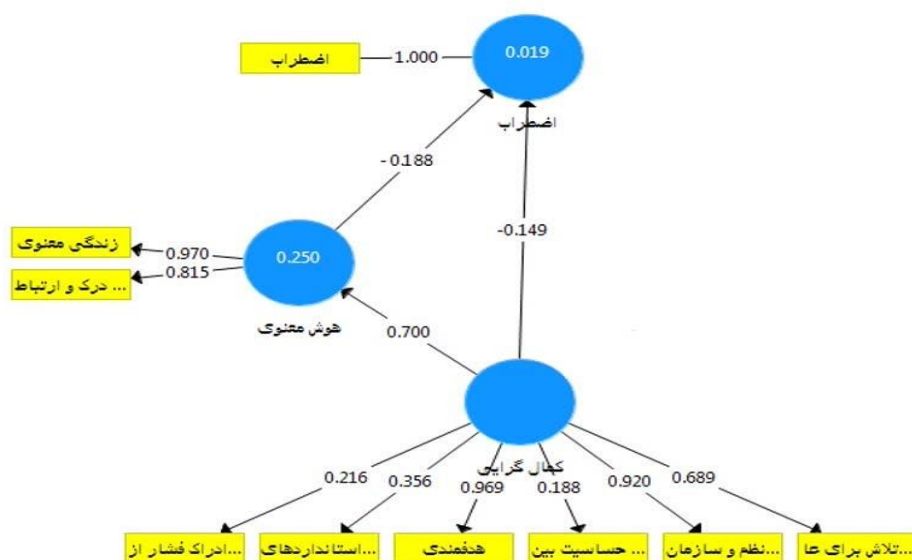 0.019
اضطراب
1.000
اضطراب
-0.188
-0.149
زندگی معنوی
0.970
0.250
درک و ارتباط ...
0.815
هوش معنوی
0.700
کمال گرایی
0.216
0.356
0.969
0.188
0.920
0.689
ادراک فشار از...
استانداردهای...
هدفمندی
حساسیت بین ...
نظم و سازمان...
تلاش برای عا...